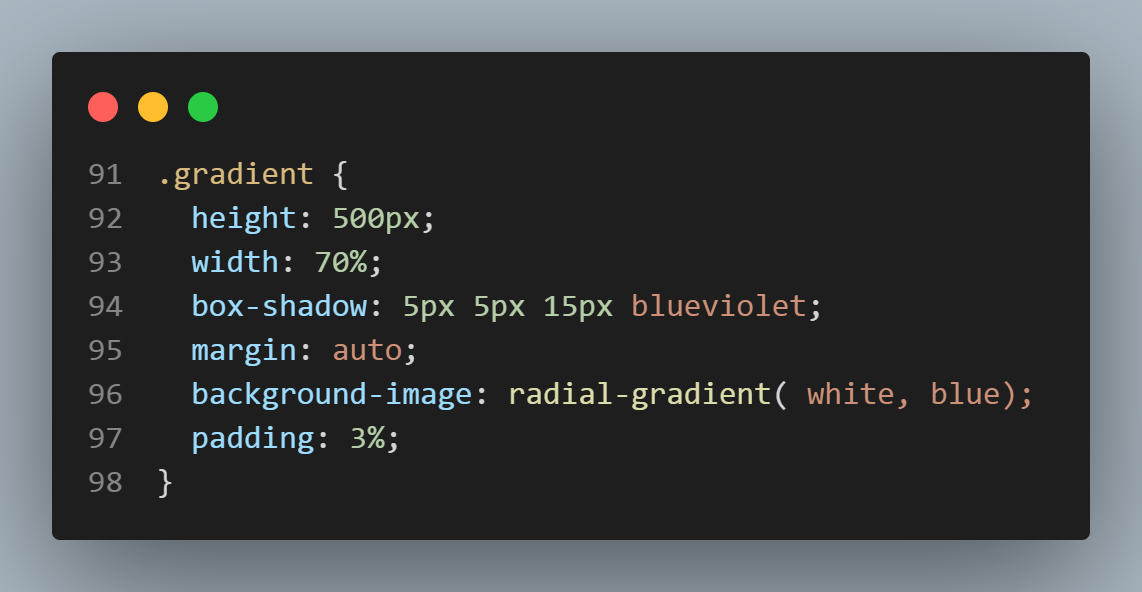 91 .gradient {
92   height: 500px;
93   width: 70%;
94   box-shadow: 5px 5px 15px blueviolet;
95   margin: auto;
96   background-image: radial-gradient( white, blue);
97   padding: 3%;
98 }